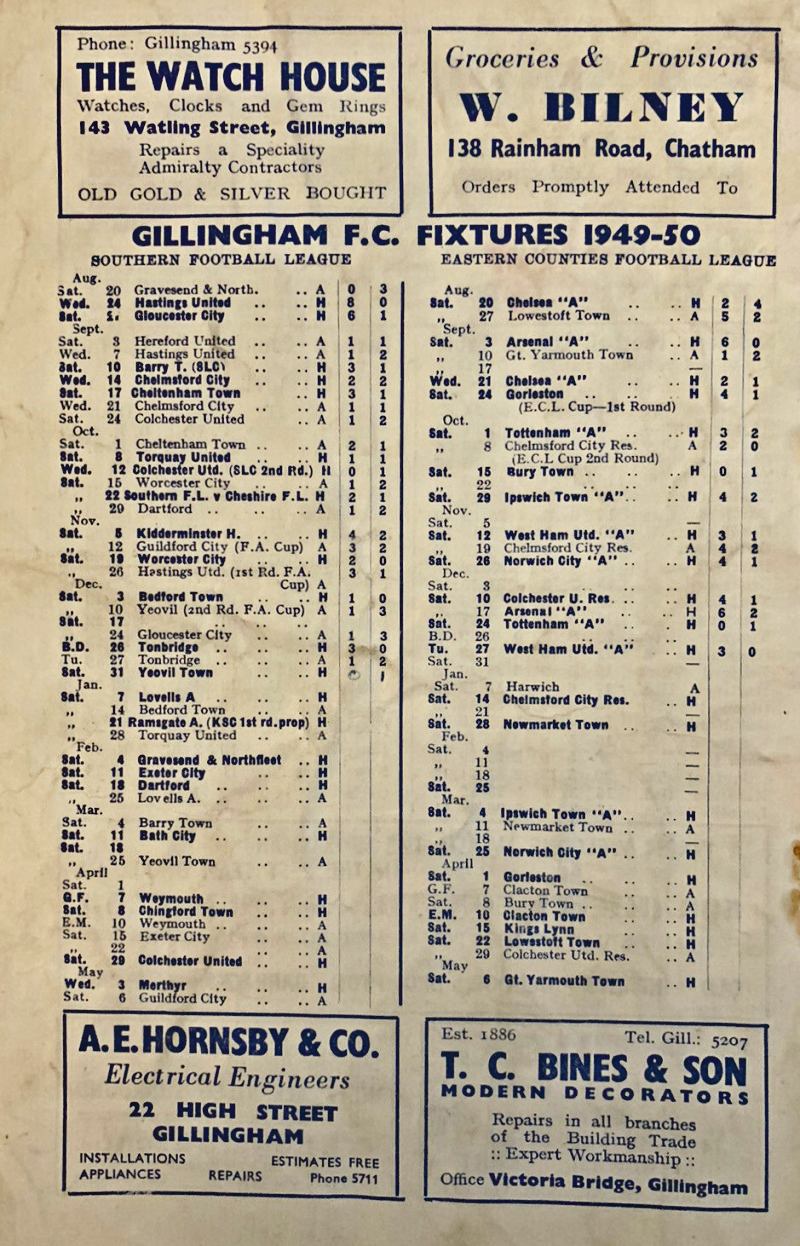 Phone: Gillingham 5394
THE WATCH HOUSE
Watches, Clocks and Gem Rings
143 Watling Street, Gillingham
Repairs a Speciality
Admiralty Contractors
OLD GOLD & SILVER BOUGHT
Groceries & Provisions
W. BILNEY
138 Rainham Road, Chatham
Orders Promptly Attended To
GILLINGHAM F.C. FIXTURES 1949-50
SOUTHERN FOOTBALL LEAGUE
Aug.
Sat. 20 Gravesend & North. .. A 0 3
Wed. 24 Hastings United .. .. H 8 0
Sat. Gloucester City .. .. H 6 1
Sept.
Sat. 3 Hereford United .. A 1 1
Wed. 7 Hastings United .. .. A 1 2
Sat. 10 Barry T. (SLC) .. H 3 1
Wed. 14 Chelmsford City .. H 2 2
Sat. 17 Cheltenham Town .. H 3 1
Wed. 21 Chelmsford City .. .. A 1 1
Sat. 24 Colchester United .. A 1 2
Oct.
Sat. 1 Cheltenham Town .. .. A 2 1
Sat. 8 Torquay United .. .. H 1 1
Wed. 12 Colchester Utd. (SLC 2nd Rd.) H 0 1
Sat. 15 Worcester City .. .. A 1 2
„ 22 Southern F.L. v Cheshire F.L. H 2 1
„ 29 Dartford .. .. .. A 1 2
Nov.
Sat. 5 Kidderminster H. .. .. H 4 2
„ 12 Guildford City (F.A. Cup) A 3 2
Sat. 19 Worcester City .. .. H 2 0
„ 26 Hastings Utd. (1st Rd. F.A. 3 1
Dec. Cup) A
Sat. 3 Bedford Town .. .. H 1 0
„ 10 Yeovil (2nd Rd. F.A. Cup) A 1 3
Sat. 17 .. ..
„ 24 Gloucester City .. A 1 3
B.D. 26 Tonbridge .. .. .. H 3 0
Tu. 27 Tonbridge .. .. .. A 1 2
Sat. 31 Yeovil Town .. .. H 1
Jan.
Sat. 7 Lovells A .. .. .. H
„ 14 Bedford Town .. .. A
„ 21 Ramsgate A. (KSC 1st rd.prop) H
„ 28 Torquay United .. .. A
Feb.
Sat. 4 Gravesend & Northfleet .. H
Sat. 11 Exeter City .. .. H
Sat. 18 Dartford .. .. .. H
„ 25 Lovells A. .. .. .. A
Mar.
Sat. 4 Barry Town .. .. A
Sat. 11 Bath City .. .. .. H
Sat. 18
„ 25 Yeovil Town .. .. A
April
Sat. 1
G.F. 7 Weymouth .. .. .. H
Sat. 8 Chingford Town .. .. H
E.M. 10 Weymouth .. .. .. A
Sat. 15 Exeter City .. .. A
„ 22 .. .. A
Sat. 29 Colchester United .. .. H
May
Wed. 3 Merthyr .. .. .. H
Sat. 6 Guildford City .. .. A
EASTERN COUNTIES FOOTBALL LEAGUE
Aug.
Sat. 20 Chelsea "A" .. .. H 2 4
„ 27 Lowestoft Town .. .. A 5 2
Sept.
Sat. 3 Arsenal "A" .. .. H 6 0
„ 10 Gt. Yarmouth Town .. A 1 2
„ 17 —
Wed. 21 Chelsea "A" .. .. H 2 1
Sat. 24 Gorleston .. .. .. H 4 1
(E.C.L. Cup—1st Round)
Oct.
Sat. 1 Tottenham "A" .. .. H 3 2
„ 8 Chelmsford City Res. A 2 0
(E.C.L Cup 2nd Round)
Sat. 15 Bury Town .. .. .. H 0 1
„ 22 .. .. —
Sat. 29 Ipswich Town "A".. .. H 4 2
Nov.
Sat. 5 —
Sat. 12 West Ham Utd. "A" .. H 3 1
„ 19 Chelmsford City Res. A 4 2
Sat. 26 Norwich City "A" .. .. H 4 1
Dec.
Sat. 3 .. .. —
Sat. 10 Colchester U. Res. .. .. H 4 1
„ 17 Arsenal "A" .. .. H 6 2
Sat. 24 Tottenham "A" .. .. H 0 1
B.D. 26 .. .. ..
Tu. 27 West Ham Utd. "A" .. H 3 0
Sat. 31 —
Jan.
Sat. 7 Harwich A
Sat. 14 Chelmsford City Res. .. H
„ 21 —
Sat. 28 Newmarket Town .. .. H
Feb.
Sat. 4 —
„ 11 —
„ 18 —
Sat. 25 —
Mar.
Sat. 4 Ipswich Town "A".. .. H
„ 11 Newmarket Town .. .. A
„ 18 —
Sat. 25 Norwich City "A" .. .. H
April
Sat. 1 Gorleston .. .. .. H
G.F. 7 Clacton Town .. .. A
Sat. 8 Bury Town .. .. .. A
E.M. 10 Clacton Town .. .. H
Sat. 15 Kings Lynn .. .. H
Sat. 22 Lowestoft Town .. .. H
„ 29 Colchester Utd. Res. .. A
May
Sat. 6 Gt. Yarmouth Town .. H
A. E. HORNSBY & CO.
Electrical Engineers
22 HIGH STREET
GILLINGHAM
INSTALLATIONS ESTIMATES FREE
APPLIANCES REPAIRS Phone 5711
Est. 1886 Tel. Gill.: 5207
T. C. BINES & SON
MODERN DECORATORS
Repairs in all branches
of the Building Trade
:: Expert Workmanship ::
Office Victoria Bridge, Gillingham